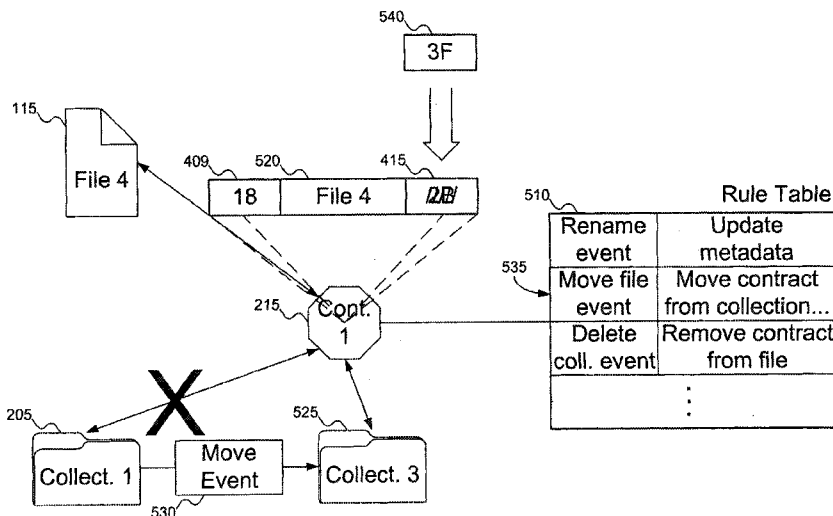 540
3F
115
File 4
409
520
415
18
File 4
Rule Table
510
Rename event
Update metadata
535
Move file event
Move contract from collection...
Delete coll. event
Remove contract from file
215
Cont. 1
205
Collect. 1
Move Event
530
525
Collect. 3
X